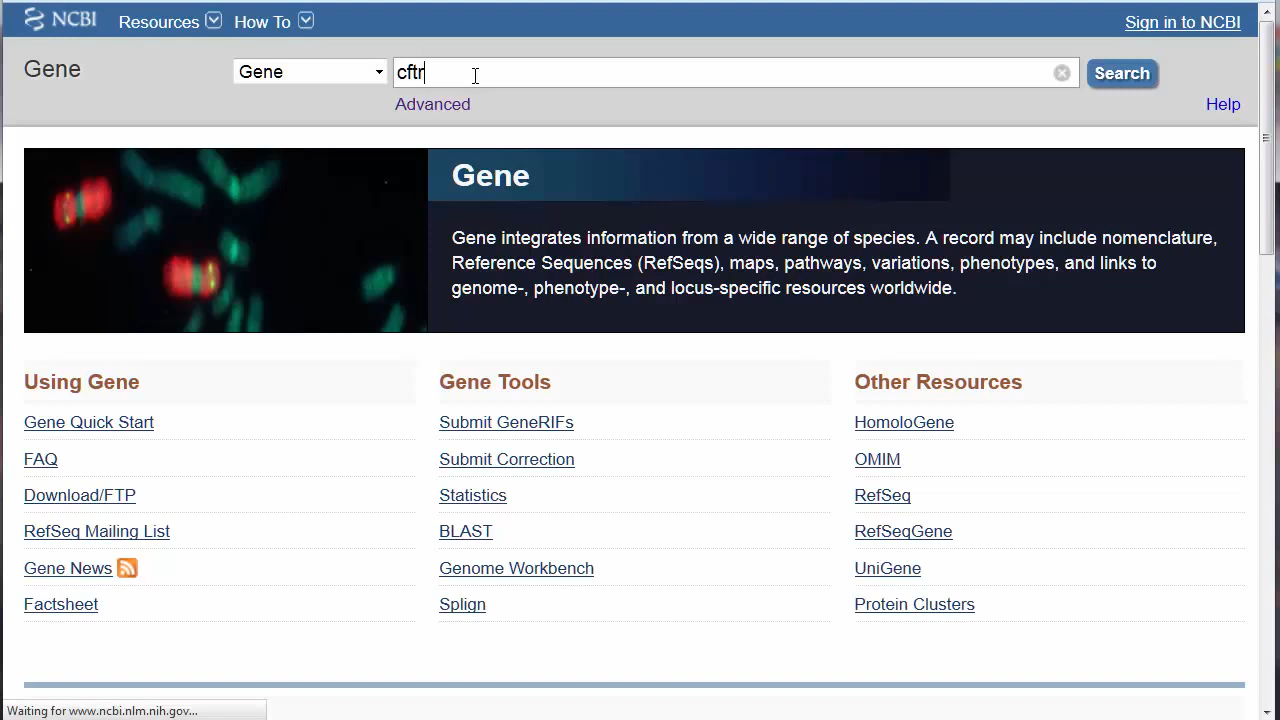 NCBI Resources How To Sign in to NCBI
Gene Gene cftr Search
Advanced Help
Gene
Gene integrates information from a wide range of species. A record may include nomenclature,
Reference Sequences (RefSeqs), maps, pathways, variations, phenotypes, and links to
genome-, phenotype-, and locus-specific resources worldwide.
Using Gene
Gene Quick Start
FAQ
Download/FTP
RefSeq Mailing List
Gene News
Factsheet
Gene Tools
Submit GeneRIFs
Submit Correction
Statistics
BLAST
Genome Workbench
Splign
Other Resources
HomoloGene
OMIM
RefSeq
RefSeqGene
UniGene
Protein Clusters
Waiting for www.ncbi.nlm.nih.gov...